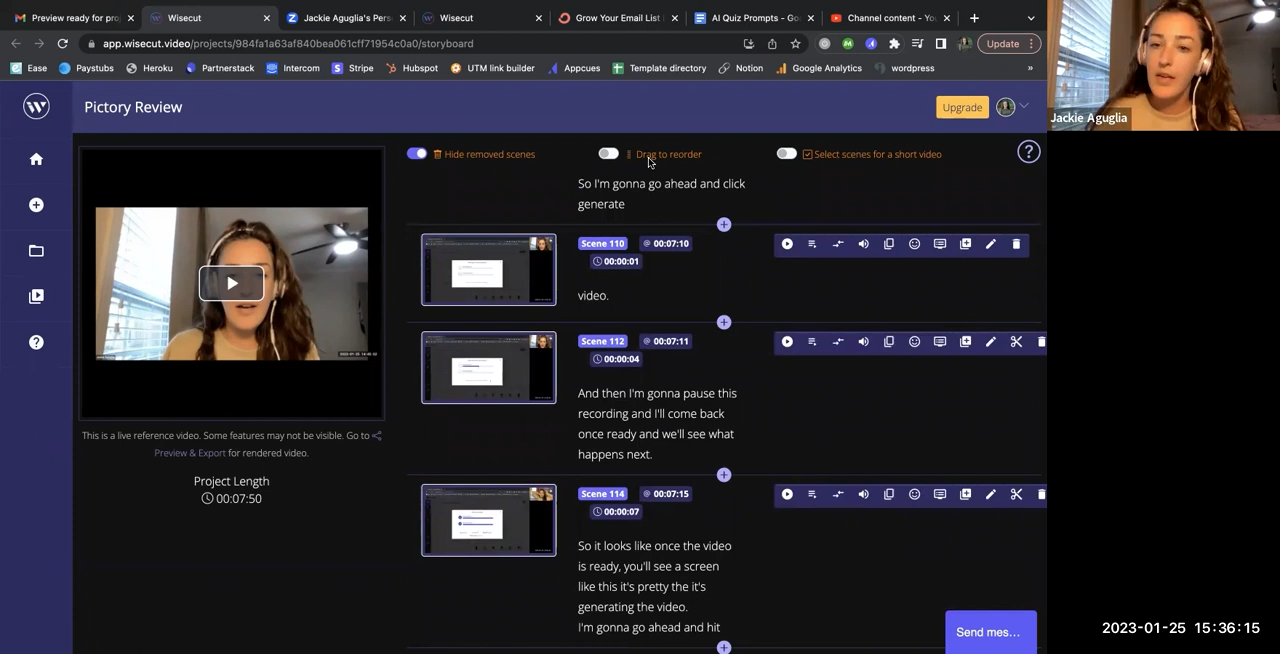 Preview ready for pro
Wisecut
Jackie Aguglia's Pers
Wisecut
Grow Your Email List
AI Quiz Prompts - Go
Channel content - Yo
app.wisecut.video/projects/984fa1a63af840bea061cff71954c0a0/storyboard
Update
Ease
Paystubs
Heroku
Partnerstack
Intercom
Stripe
Hubspot
UTM link builder
Appcues
Template directory
Notion
Google Analytics
wordpress
»
Jackie Aguglia
Pictory Review
Upgrade
Hide removed scenes
Drag to reorder
Select scenes for a short video
So I'm gonna go ahead and click
generate
Scene 110
@ 00:07:10
00:00:01
video.
Scene 112
@ 00:07:11
00:00:04
And then I'm gonna pause this
recording and I'll come back
once ready and we'll see what
happens next.
This is a live reference video. Some features may not be visible. Go to
Preview & Export for rendered video.
Project Length
00:07:50
Scene 114
@ 00:07:15
00:00:07
So it looks like once the video
is ready, you'll see a screen
like this it's pretty the it's
generating the video.
I'm gonna go ahead and hit
Send mes...
2023-01-25 15:36:15